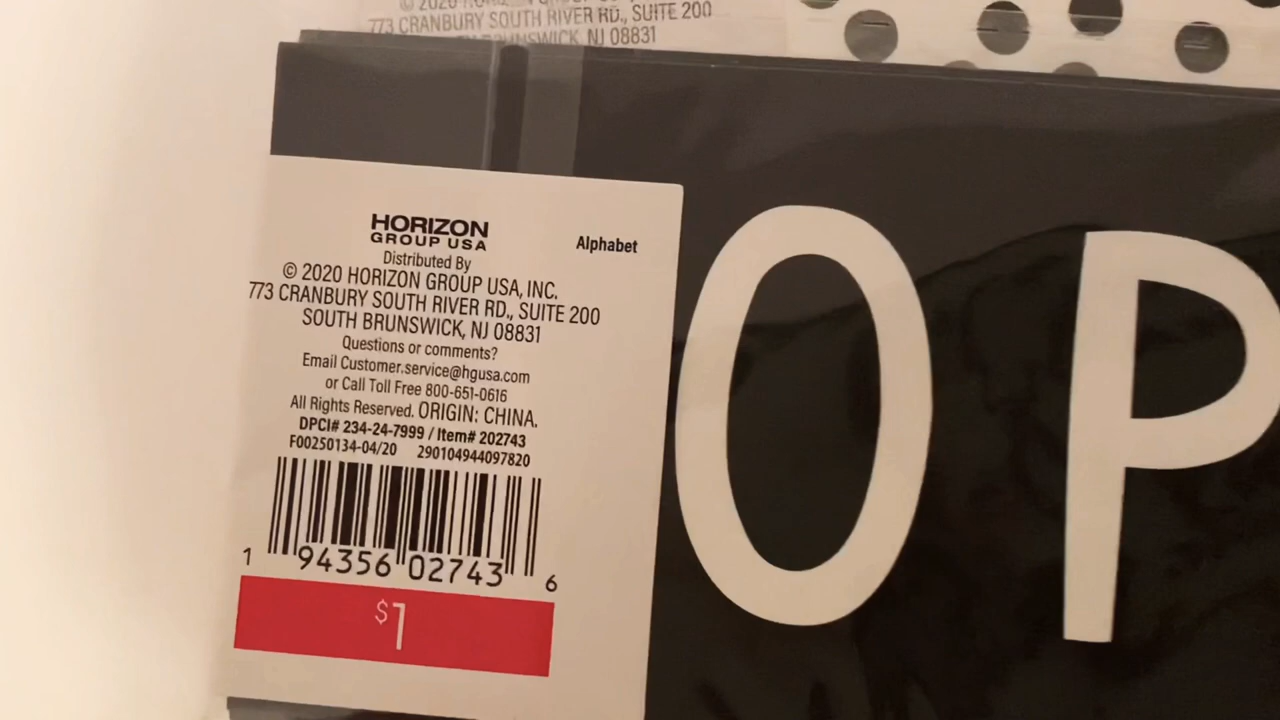 773 CRANBURY SOUTH RIVER RD., SUITE 200
BRUNSWICK, NJ 08831
HORIZON
GROUP USA
Alphabet
Distributed By
© 2020 HORIZON GROUP USA, INC.
773 CRANBURY SOUTH RIVER RD., SUITE 200
SOUTH BRUNSWICK, NJ 08831
Questions or comments?
Email Customer.service@hgusa.com
or Call Toll Free 800-651-0616
All Rights Reserved. ORIGIN: CHINA.
DPCI# 234-24-7999 / Item# 202743
F00250134-04/20 290104944097820
1 94356 02743 6
$1
OP